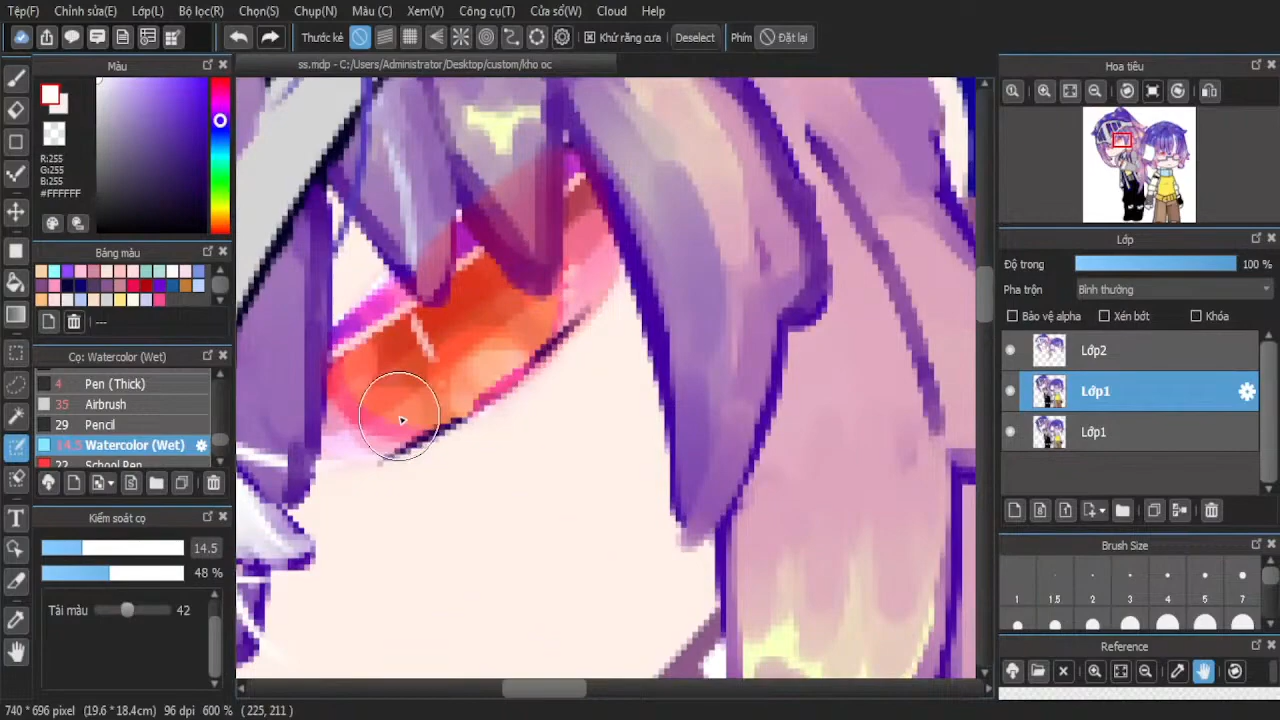 Tệp(F) Chỉnh sửa(E) Lớp(L) Bộ lọc(R) Chọn(S) Chụp(N) Màu (C) Xem(V) Công cụ(T) Cửa sổ(W) Cloud Help
Thước kẻ Khử răng cưa Deselect Phím Đặt lại
Màu
ss.mdp - C:/Users/Administrator/Desktop/custom/kho oc
Hoa tiêu
R:255
G:255
B:255
#FFFFFF
Bảng màu
---
Cọ: Watercolor (Wet)
4 Pen (Thick)
35 Airbrush
29 Pencil
14.5 Watercolor (Wet)
22 School Pen
Kiểm soát cọ
14.5
48 %
Tải màu 42
Lớp
Độ trong 100 %
Pha trộn Bình thường
Bảo vệ alpha Xén bớt Khóa
Lớp2
Lớp1
Lớp1
Brush Size
1 1.5 2 3 4 5 7
Reference
740 * 696 pixel (19.6 * 18.4cm) 96 dpi 600 % ( 225, 211 )